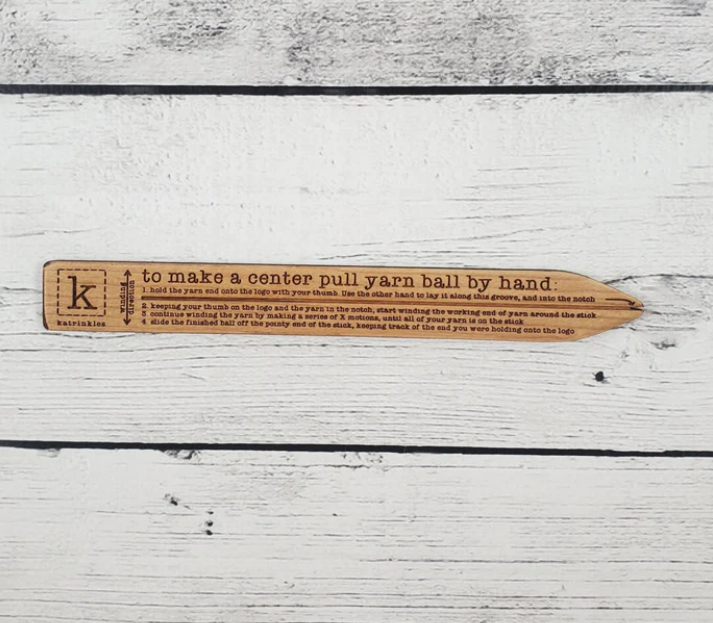 k
katrinkles
winding
direction
to make a center pull yarn ball by hand:
1. hold the yarn end onto the logo with your thumb. Use the other hand to lay it along this groove, and into the notch
2. keeping your thumb on the logo and the yarn in the notch, start winding the working end of yarn around the stick
3 continue winding the yarn by making a series of X motions, until all of your yarn is on the stick
4 slide the finished ball off the pointy end of the stick, keeping track of the end you were holding onto the logo